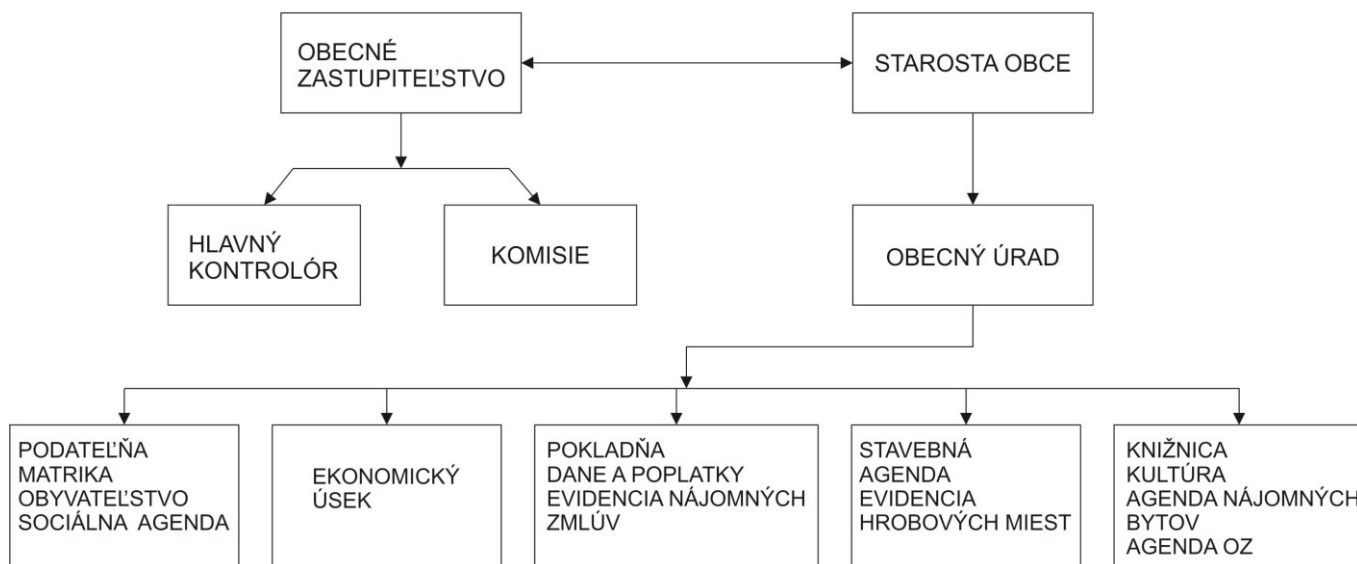 OBECNÉ
ZASTUPITEĽSTVO
STAROSTA OBCE
HLAVNÝ
KONTROLÓR
KOMISIE
OBECNÝ ÚRAD
PODATEĽŇA
MATRIKA
OBYVATEĽSTVO
SOCIÁLNA AGENDA
EKONOMICKÝ
ÚSEK
POKLADŇA
DANE A POPLATKY
EVIDENCIA NÁJOMNÝCH
ZMLÚV
STAVEBNÁ
AGENDA
EVIDENCIA
HROBOVÝCH MIEST
KNIŽNICA
KULTÚRA
AGENDA NÁJOMNÝCH
BYTOV
AGENDA OZ